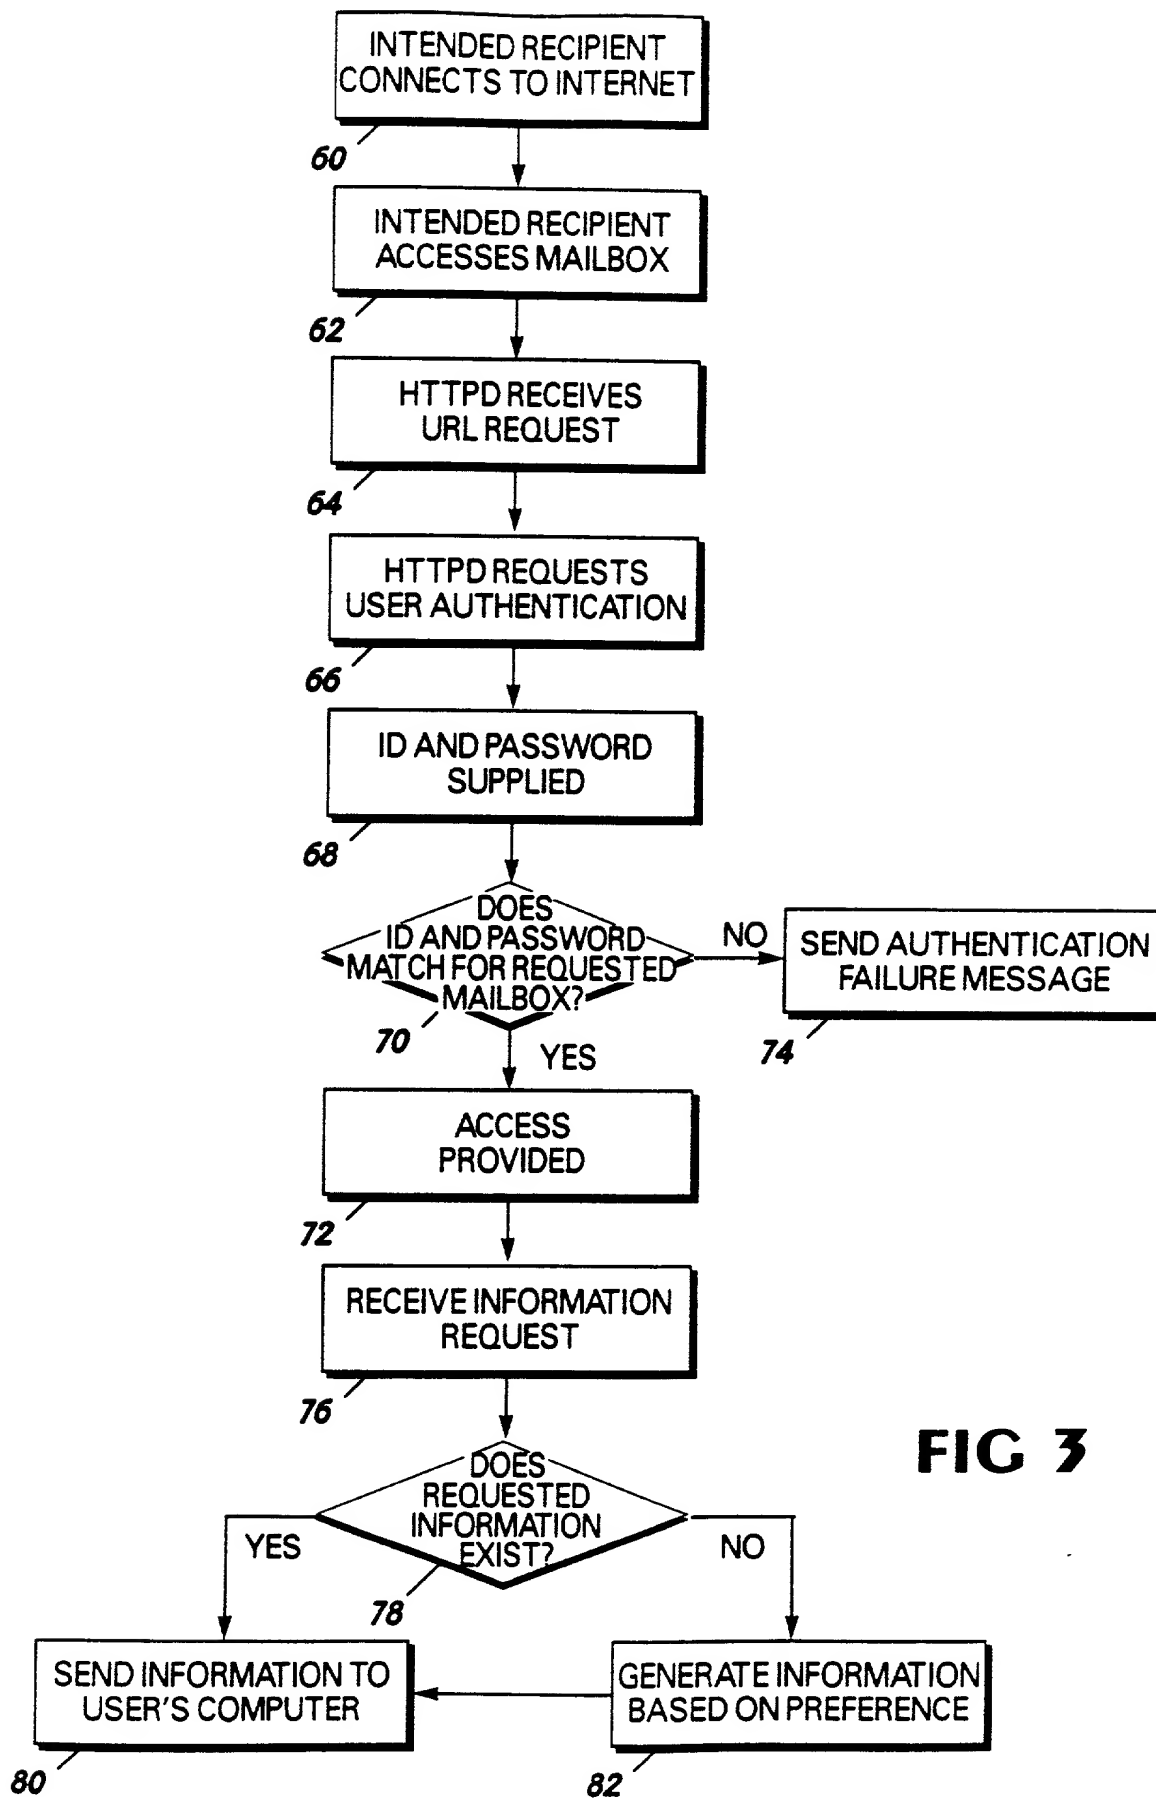 INTENDED RECIPIENT
CONNECTS TO INTERNET
60
INTENDED RECIPIENT
ACCESSES MAILBOX
62
HTTPD RECEIVES
URL REQUEST
64
HTTPD REQUESTS
USER AUTHENTICATION
66
ID AND PASSWORD
SUPPLIED
68
DOES
ID AND PASSWORD
MATCH FOR REQUESTED
MAILBOX?
70
NO
SEND AUTHENTICATION
FAILURE MESSAGE
74
YES
ACCESS
PROVIDED
72
RECEIVE INFORMATION
REQUEST
76
FIG 3
DOES
REQUESTED
INFORMATION
EXIST?
78
YES
NO
SEND INFORMATION TO
USER'S COMPUTER
80
GENERATE INFORMATION
BASED ON PREFERENCE
82